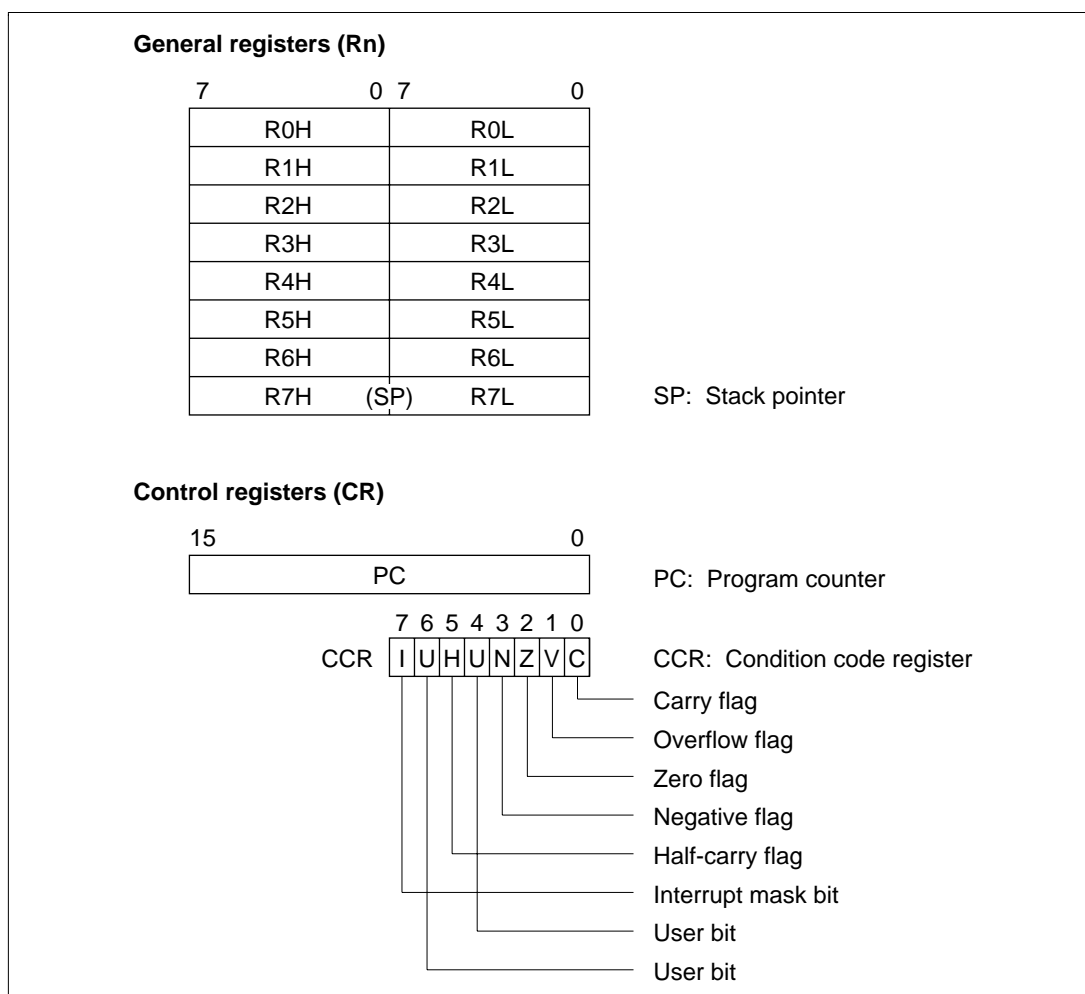 General registers (Rn)
7 0 7 0
R0H R0L
R1H R1L
R2H R2L
R3H R3L
R4H R4L
R5H R5L
R6H R6L
R7H (SP) R7L SP: Stack pointer
Control registers (CR)
15 0
PC PC: Program counter
7 6 5 4 3 2 1 0
CCR I U H U N Z V C CCR: Condition code register
Carry flag
Overflow flag
Zero flag
Negative flag
Half-carry flag
Interrupt mask bit
User bit
User bit